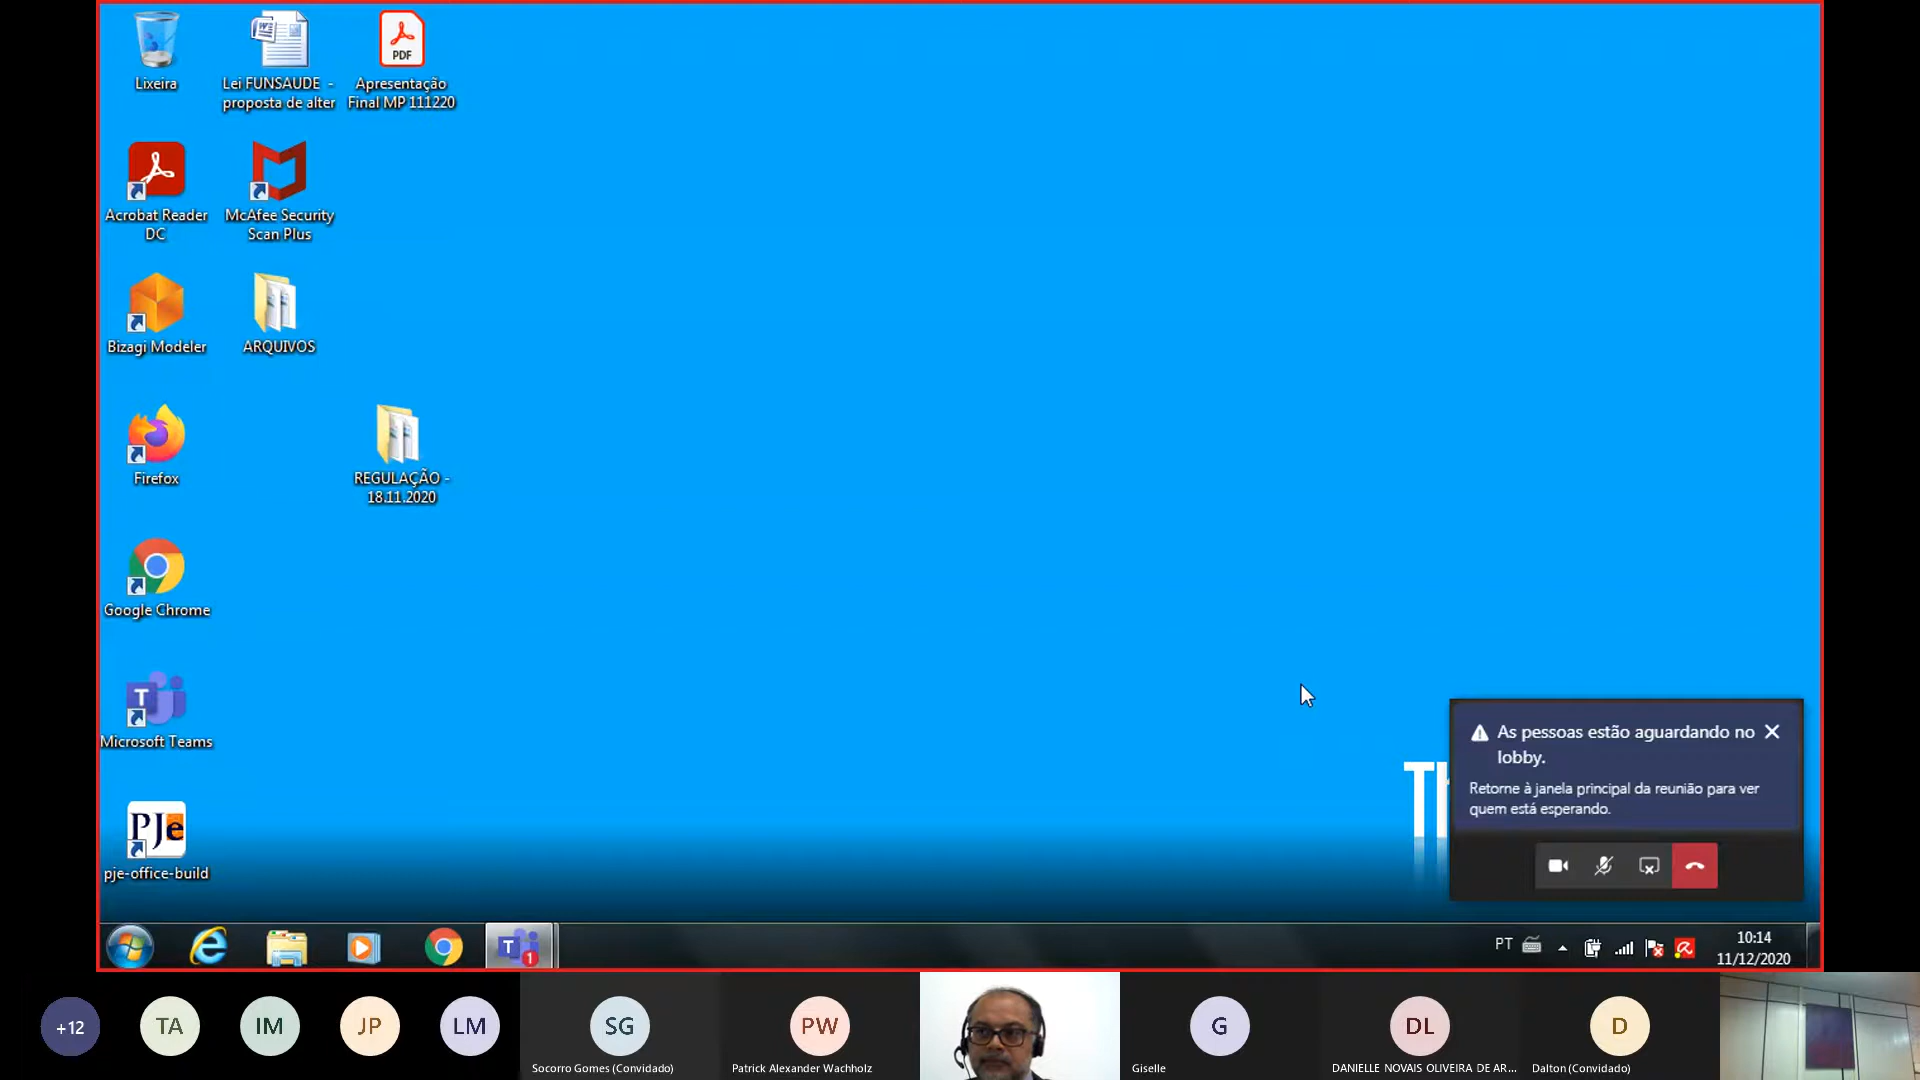 Lixeira
Lei FUNSAUDE -
proposta de alter
PDF
Apresentação
Final MP 111220
Acrobat Reader
DC
McAfee Security
Scan Plus
Bizagi Modeler
ARQUIVOS
Firefox
REGULAÇÃO -
18.11.2020
Google Chrome
T
Microsoft Teams
PJe
pje-office-build
As pessoas estão aguardando no
lobby.
Retorne à janela principal da reunião para ver
quem está esperando.
T
1
PT
10:14
11/12/2020
+12
TA
IM
JP
LM
SG
Socorro Gomes (Convidado)
PW
Patrick Alexander Wachholz
G
Giselle
DL
DANIELLE NOVAIS OLIVEIRA DE AR...
D
Dalton (Convidado)